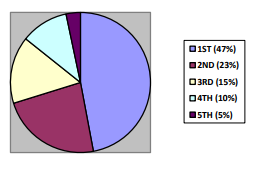 1ST (47%)
2ND (23%)
3RD (15%)
4TH (10%)
5TH (5%)